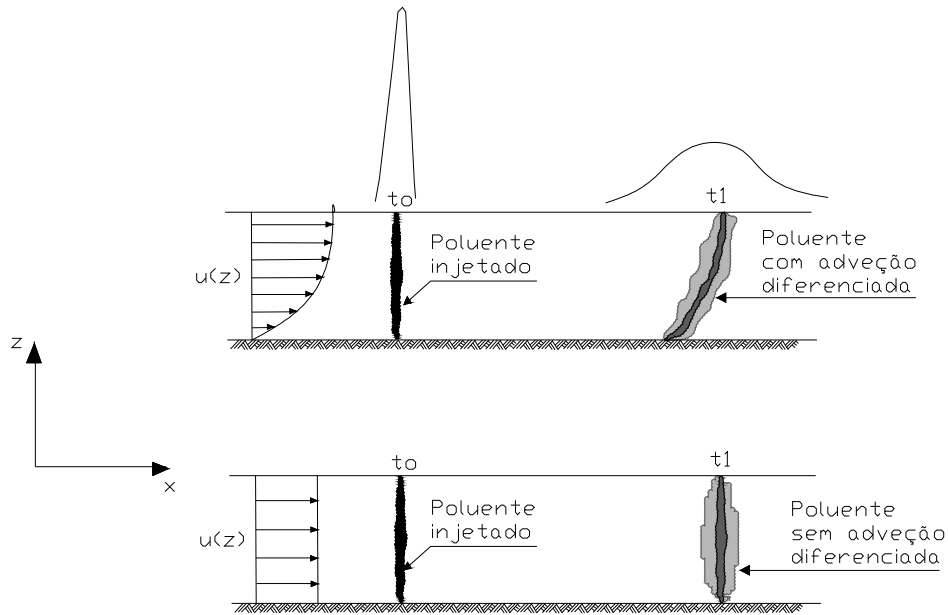 to
t1
u(z)
Poluente
injetado
Poluente
com adveção
diferenciada
z
x
to
t1
u(z)
Poluente
injetado
Poluente
sem adveção
diferenciada